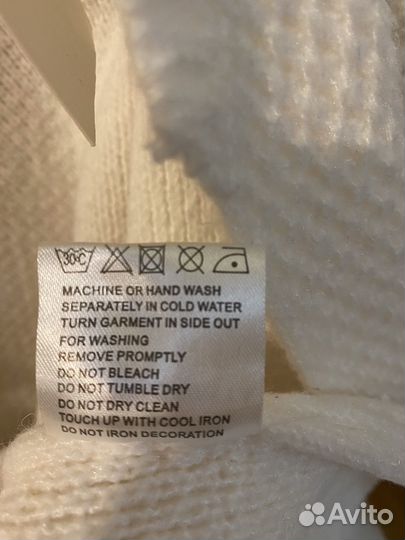 30°C
MACHINE OR HAND WASH
SEPARATELY IN COLD WATER
TURN GARMENT IN SIDE OUT
FOR WASHING
REMOVE PROMPTLY
DO NOT BLEACH
DO NOT TUMBLE DRY
DO NOT DRY CLEAN
TOUCH UP WITH COOL IRON
DO NOT IRON DECORATION
Avito